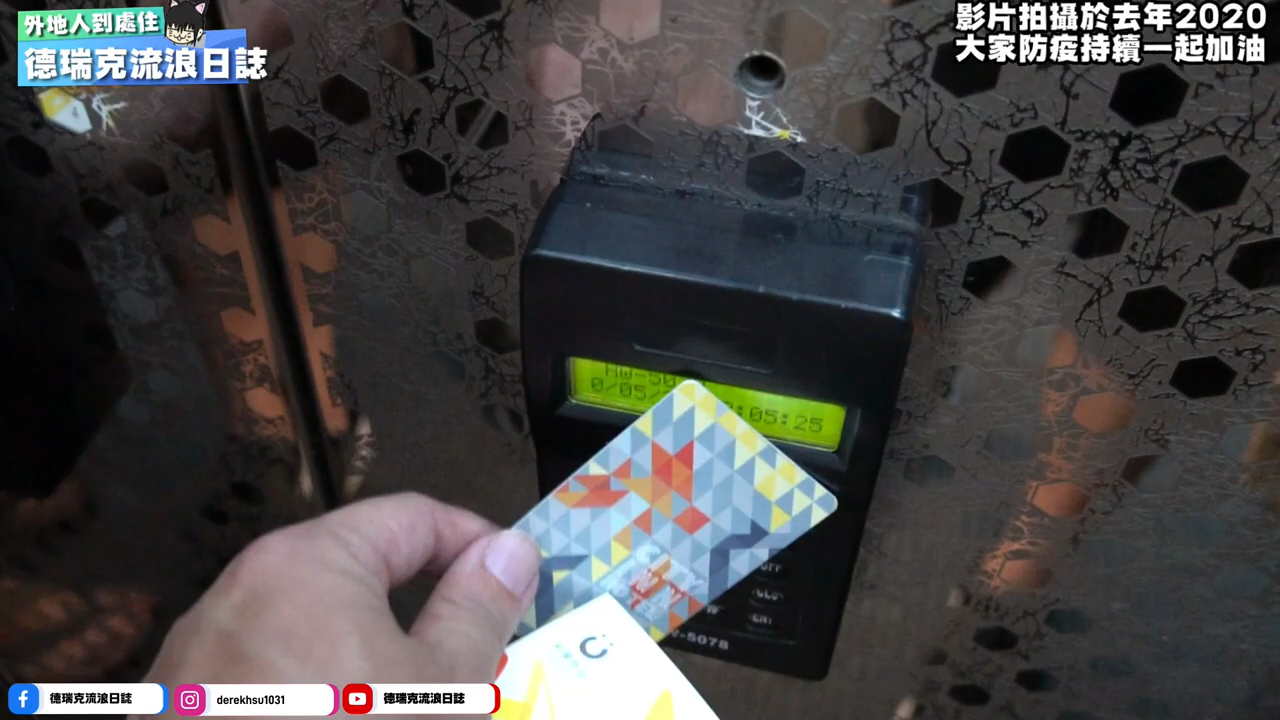 外地人到處住
德瑞克流浪日誌
影片拍攝於去年2020
大家防疫持續一起加油
:05:25
-5078
德瑞克流浪日誌
derekhsu1031
德瑞克流浪日誌